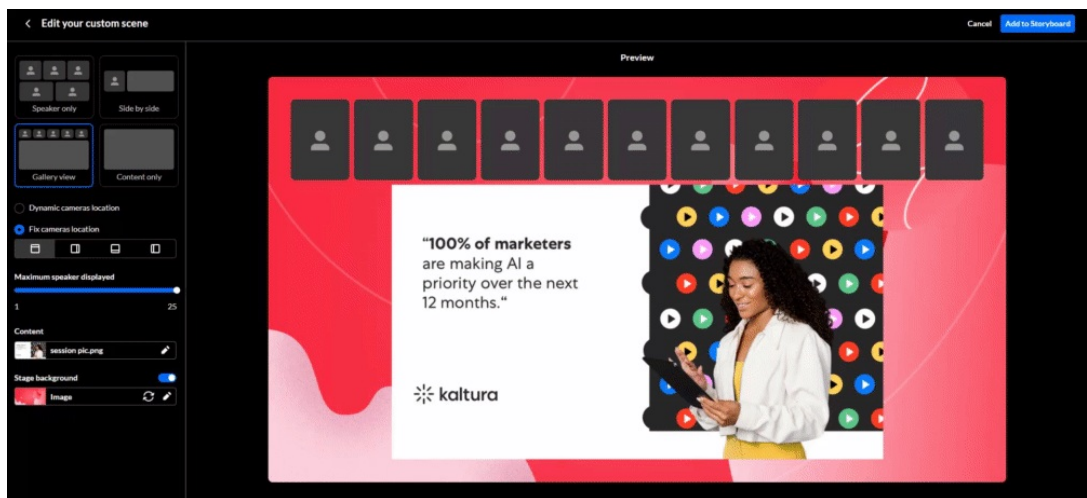 Edit your custom scene
Cancel
Add to Storyboard
Preview
Speaker only
Side by side
Gallery view
Content only
Dynamic cameras location
Fix cameras location
Maximum speaker displayed
1
25
Content
session pic.png
Stage background
Image
“100% of marketers
are making AI a
priority over the next
12 months.“
kaltura